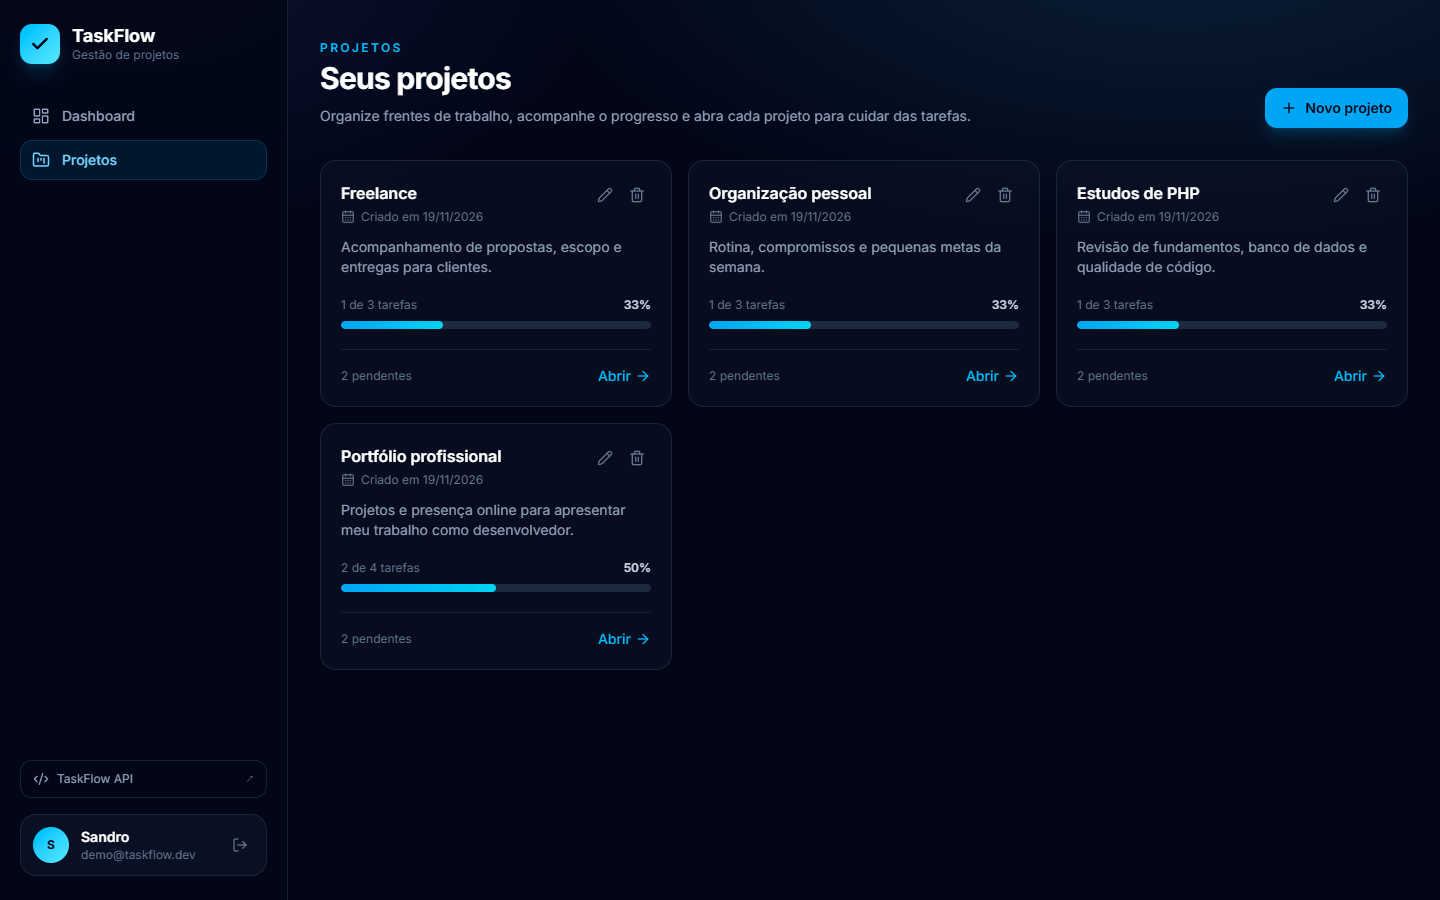 TaskFlow
Gestão de projetos
Dashboard
Projetos
TaskFlow API
S
Sandro
demo@taskflow.dev
PROJETOS
Seus projetos
Organize frentes de trabalho, acompanhe o progresso e abra cada projeto para cuidar das tarefas.
Novo projeto
Freelance
Criado em 19/11/2026
Acompanhamento de propostas, escopo e
entregas para clientes.
1 de 3 tarefas
33%
2 pendentes
Abrir
Organização pessoal
Criado em 19/11/2026
Rotina, compromissos e pequenas metas da
semana.
1 de 3 tarefas
33%
2 pendentes
Abrir
Estudos de PHP
Criado em 19/11/2026
Revisão de fundamentos, banco de dados e
qualidade de código.
1 de 3 tarefas
33%
2 pendentes
Abrir
Portfólio profissional
Criado em 19/11/2026
Projetos e presença online para apresentar
meu trabalho como desenvolvedor.
2 de 4 tarefas
50%
2 pendentes
Abrir